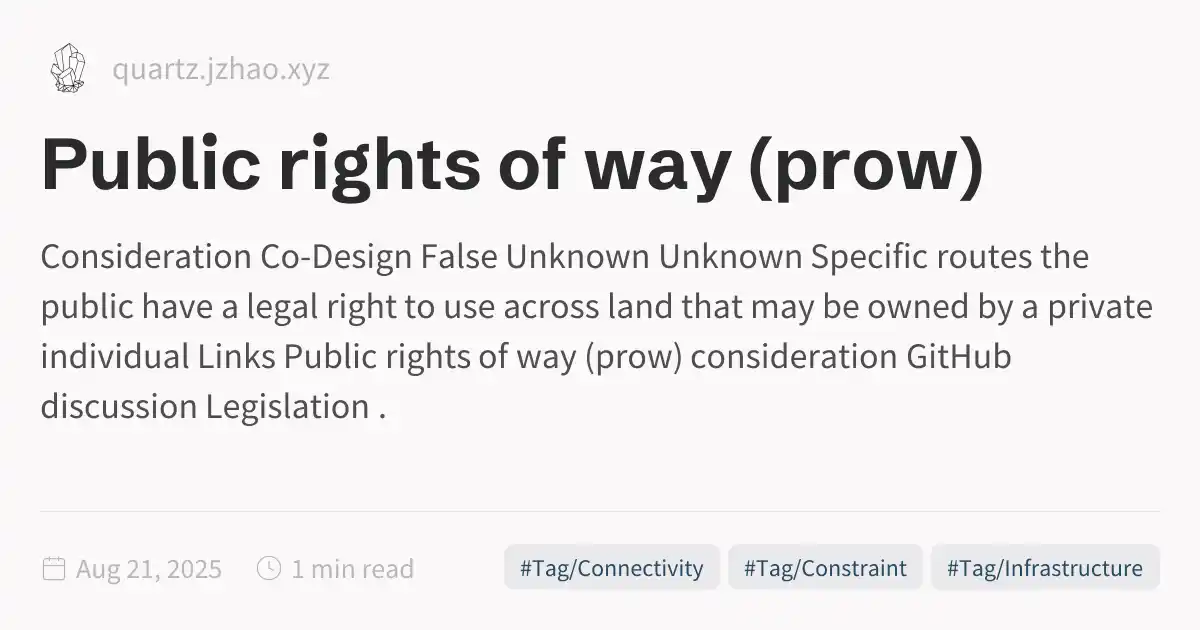 quartz.jzhao.xyz
Public rights of way (prow)
Consideration Co-Design False Unknown Unknown Specific routes the
public have a legal right to use across land that may be owned by a private
individual Links Public rights of way (prow) consideration GitHub
discussion Legislation .
Aug 21, 2025 1 min read #Tag/Connectivity #Tag/Constraint #Tag/Infrastructure